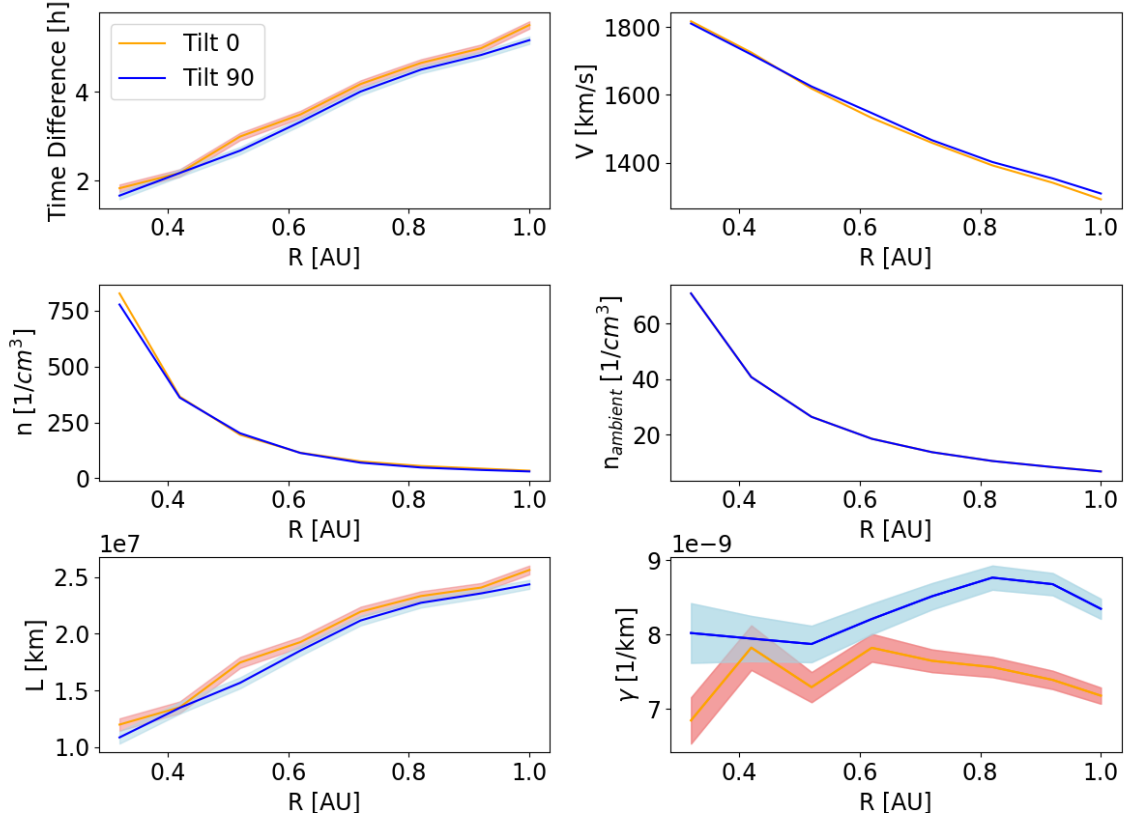 Time Difference [h]
4
2
Tilt 0
Tilt 90
0.4 0.6 0.8 1.0
R [AU]
V [km/s]
1800
1600
1400
0.4 0.6 0.8 1.0
R [AU]
n [1/cm³]
750
500
250
0
0.4 0.6 0.8 1.0
R [AU]
n_ambient [1/cm³]
60
40
20
0.4 0.6 0.8 1.0
R [AU]
1e7
L [km]
2.5
2.0
1.5
1.0
0.4 0.6 0.8 1.0
R [AU]
1e−9
γ [1/km]
9
8
7
0.4 0.6 0.8 1.0
R [AU]